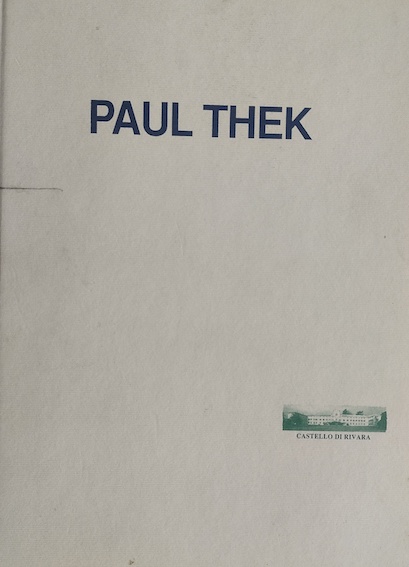 PAUL THEK
CASTELLO DI RIVARA